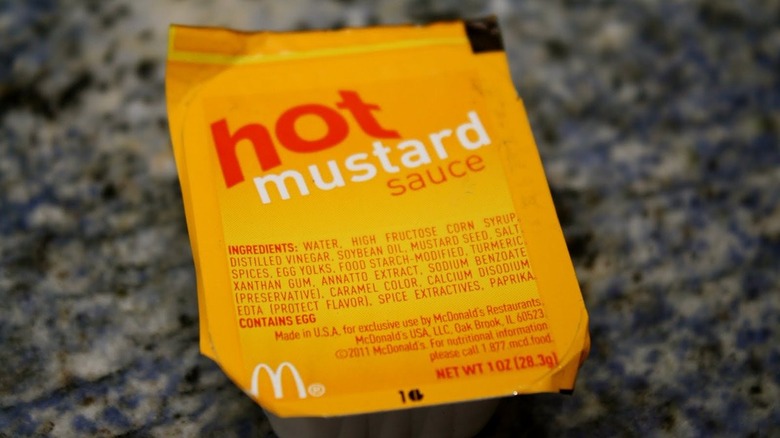 hot
mustard
sauce
INGREDIENTS: WATER, HIGH FRUCTOSE CORN SYRUP,
DISTILLED VINEGAR, SOYBEAN OIL, MUSTARD SEED, SALT,
SPICES, EGG YOLKS, FOOD STARCH-MODIFIED, TURMERIC,
XANTHAN GUM, ANNATTO EXTRACT, SODIUM BENZOATE
(PRESERVATIVE), CARAMEL COLOR, CALCIUM DISODIUM
EDTA (PROTECT FLAVOR), SPICE EXTRACTIVES, PAPRIKA.
CONTAINS EGG
Made in U.S.A. for exclusive use by McDonald's Restaurants.
McDonald's USA, LLC, Oak Brook, IL 60523
©2011 McDonald's. For nutritional information
please call 1.877.mcd.food.
NET WT 1 OZ (28.3g)
m®